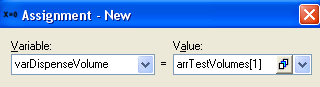 Assignment - New
Variable: Value:
varDispenseVolume = arrTestVolumes[1]